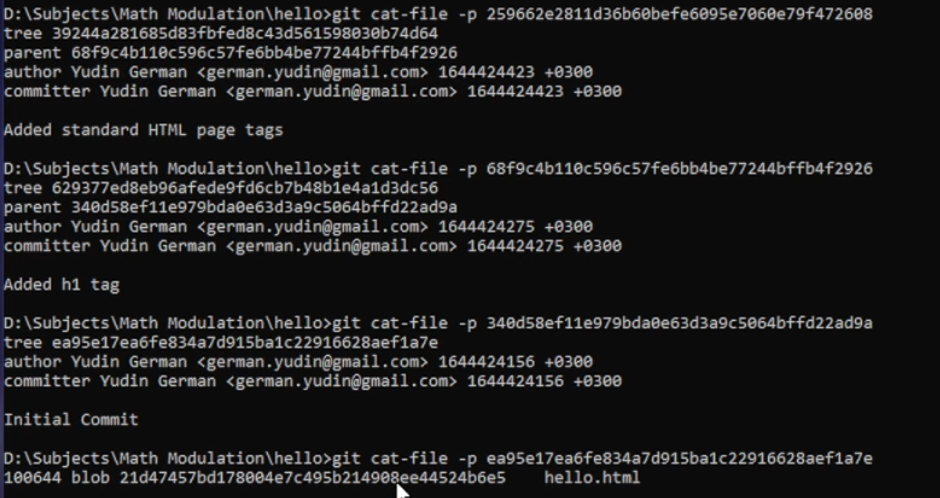 D:\Subjects\Math Modulation\hello>git cat-file -p 259662e2811d36b60befe6095e7060e79f472608
tree 39244a281685d83fbfed8c43d561598030b74d64
parent 68f9c4b110c596c57fe6bb4be77244bffb4f2926
author Yudin German <german.yudin@gmail.com> 1644424423 +0300
committer Yudin German <german.yudin@gmail.com> 1644424423 +0300
Added standard HTML page tags
D:\Subjects\Math Modulation\hello>git cat-file -p 68f9c4b110c596c57fe6bb4be77244bffb4f2926
tree 629377ed8eb96afede9fd6cb7b48b1e4a1d3dc56
parent 340d58ef11e979bda0e63d3a9c5064bffd22ad9a
author Yudin German <german.yudin@gmail.com> 1644424275 +0300
committer Yudin German <german.yudin@gmail.com> 1644424275 +0300
Added h1 tag
D:\Subjects\Math Modulation\hello>git cat-file -p 340d58ef11e979bda0e63d3a9c5064bffd22ad9a
tree ea95e17ea6fe834a7d915ba1c22916628aef1a7e
author Yudin German <german.yudin@gmail.com> 1644424156 +0300
committer Yudin German <german.yudin@gmail.com> 1644424156 +0300
Initial Commit
D:\Subjects\Math Modulation\hello>git cat-file -p ea95e17ea6fe834a7d915ba1c22916628aef1a7e
100644 blob 21d47457bd178004e7c495b214908ee44524b6e5    hello.html